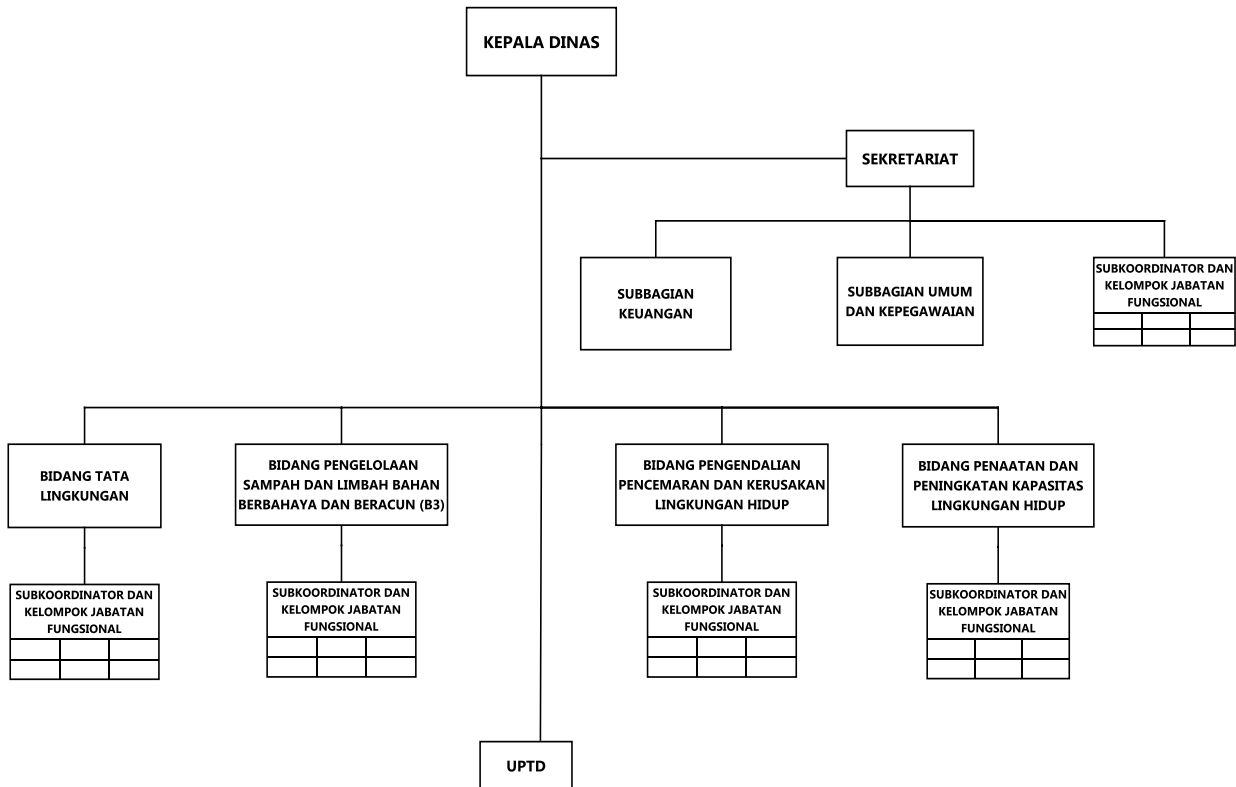 KEPALA DINAS
SEKRETARIAT
SUBBAGIAN
KEUANGAN
SUBBAGIAN UMUM
DAN KEPEGAWAIAN
SUBKOORDINATOR DAN
KELOMPOK JABATAN
FUNGSIONAL
BIDANG TATA
LINGKUNGAN
BIDANG PENGELOLAAN
SAMPAH DAN LIMBAH BAHAN
BERBAHAYA DAN BERACUN (B3)
BIDANG PENGENDALIAN
PENCEMARAN DAN KERUSAKAN
LINGKUNGAN HIDUP
BIDANG PENAATAN DAN
PENINGKATAN KAPASITAS
LINGKUNGAN HIDUP
SUBKOORDINATOR DAN
KELOMPOK JABATAN
FUNGSIONAL
SUBKOORDINATOR DAN
KELOMPOK JABATAN
FUNGSIONAL
SUBKOORDINATOR DAN
KELOMPOK JABATAN
FUNGSIONAL
SUBKOORDINATOR DAN
KELOMPOK JABATAN
FUNGSIONAL
UPTD